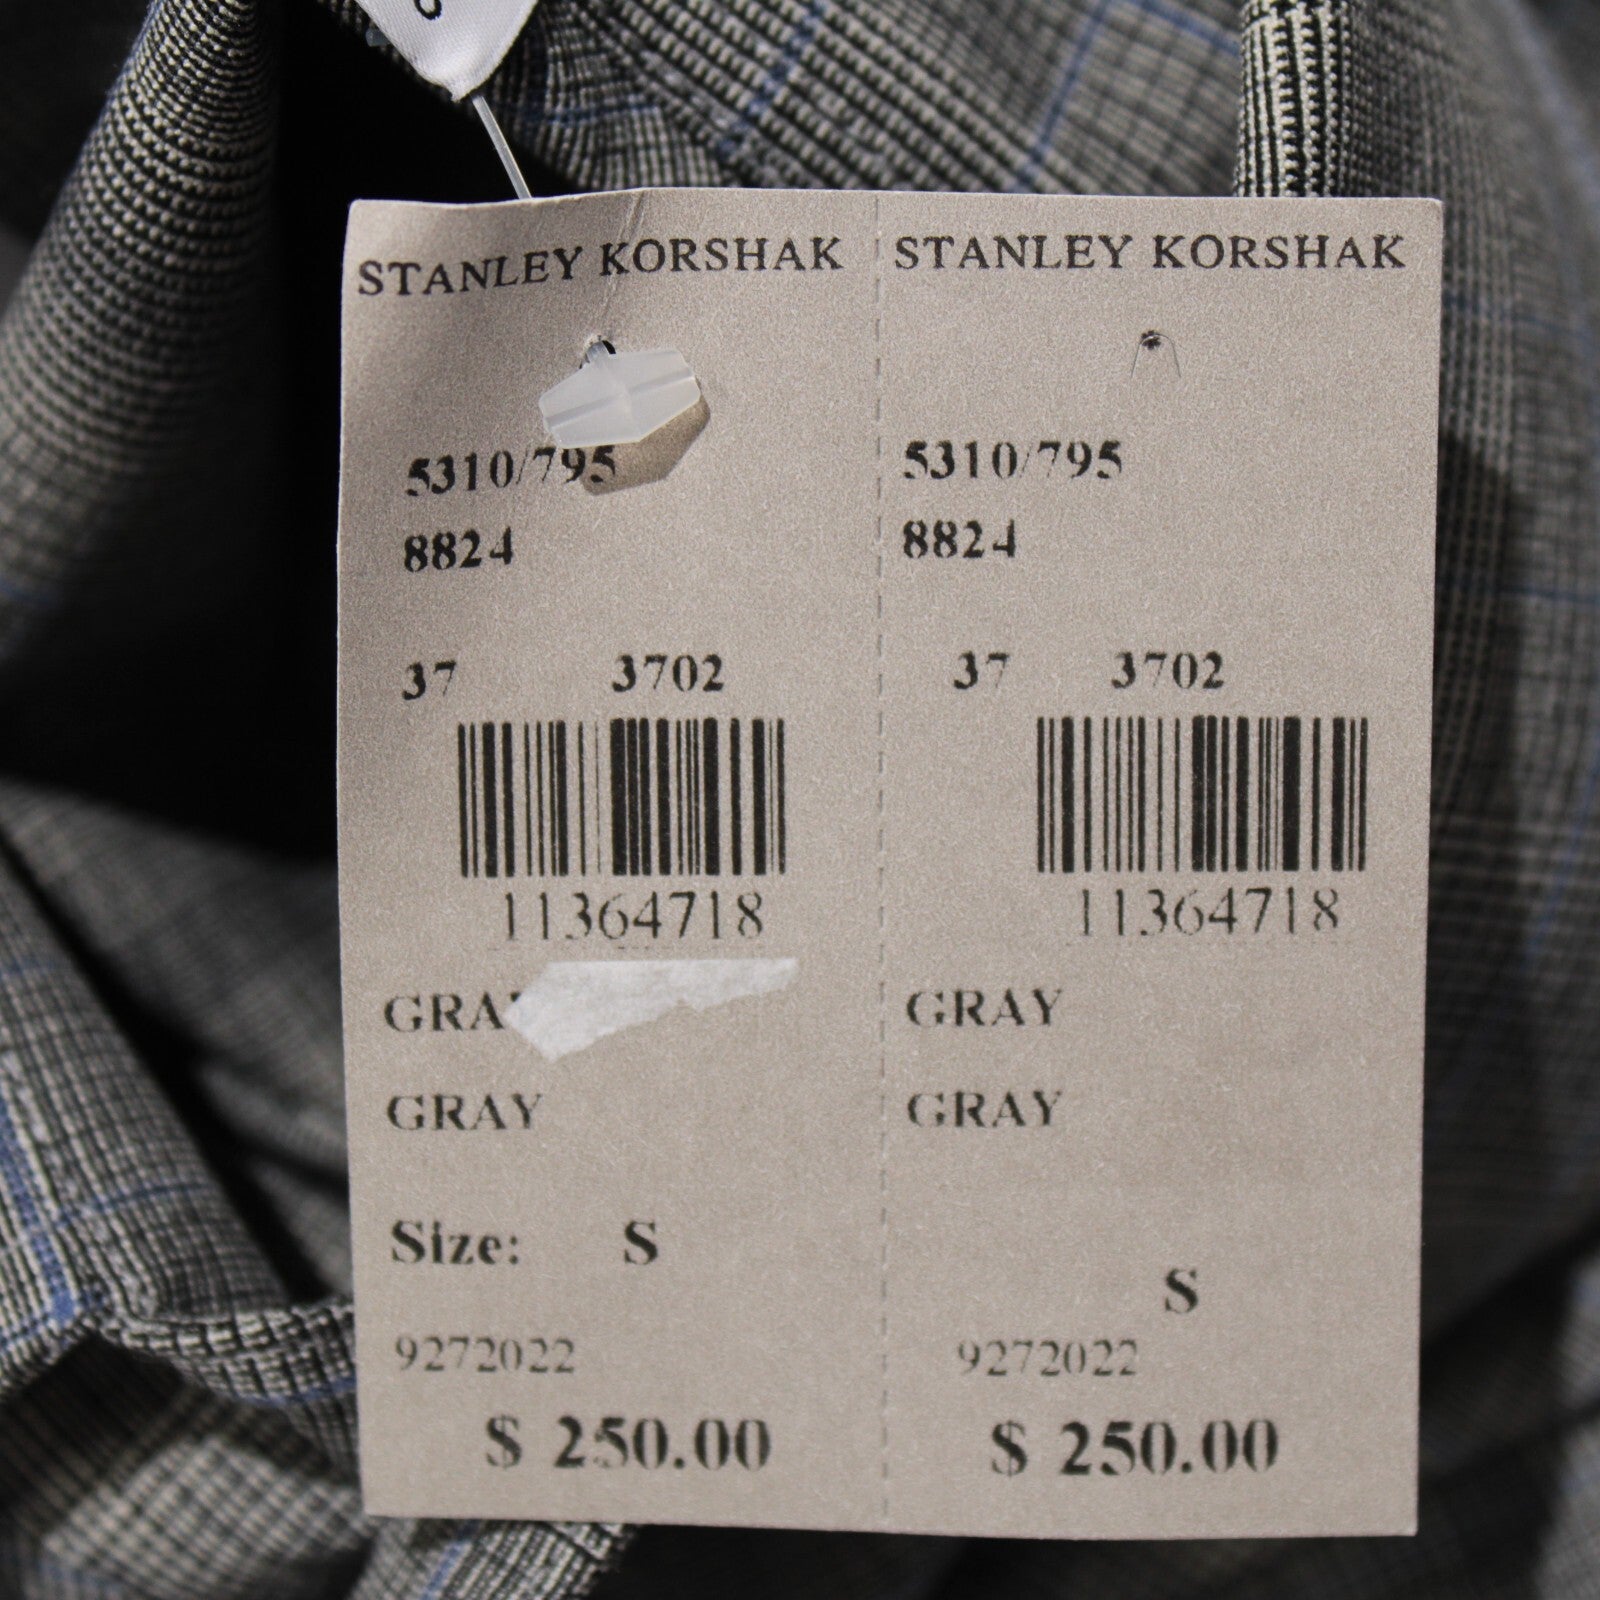 STANLEY KORSHAK
5310/795
8824
37 3702
11364718
GRA
GRAY
Size: S
9272022
$ 250.00
STANLEY KORSHAK
5310/795
8824
37 3702
11364718
GRAY
GRAY
S
9272022
$ 250.00